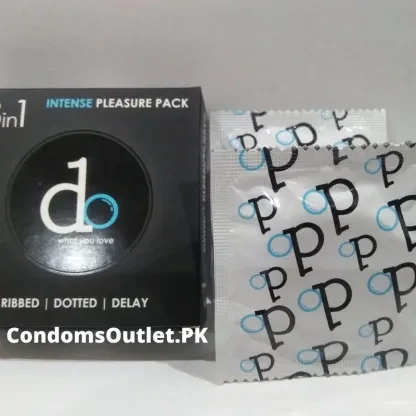 in1 INTENSE PLEASURE PACK
do
what you love
RIBBED | DOTTED | DELAY
CondomsOutlet.PK